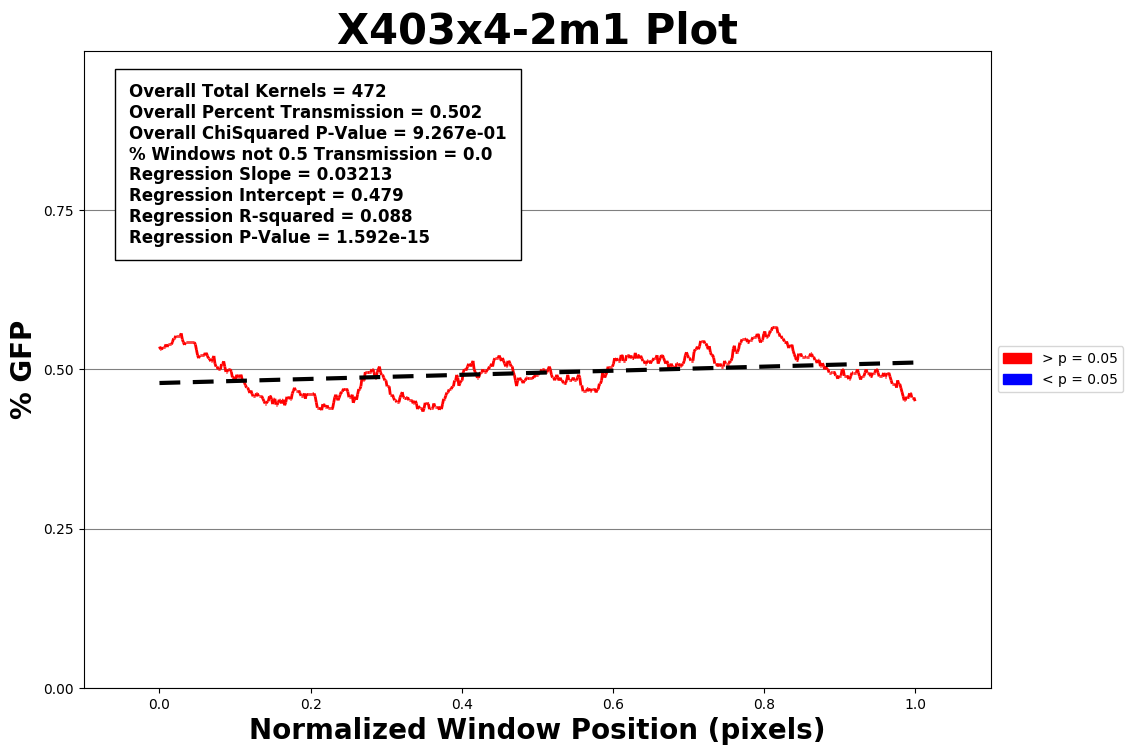 X403x4-2m1 Plot
Overall Total Kernels = 472
Overall Percent Transmission = 0.502
Overall ChiSquared P-Value = 9.267e-01
% Windows not 0.5 Transmission = 0.0
Regression Slope = 0.03213
Regression Intercept = 0.479
Regression R-squared = 0.088
Regression P-Value = 1.592e-15
% GFP
0.75
0.50
0.25
0.00
0.0 0.2 0.4 0.6 0.8 1.0
Normalized Window Position (pixels)
> p = 0.05
< p = 0.05